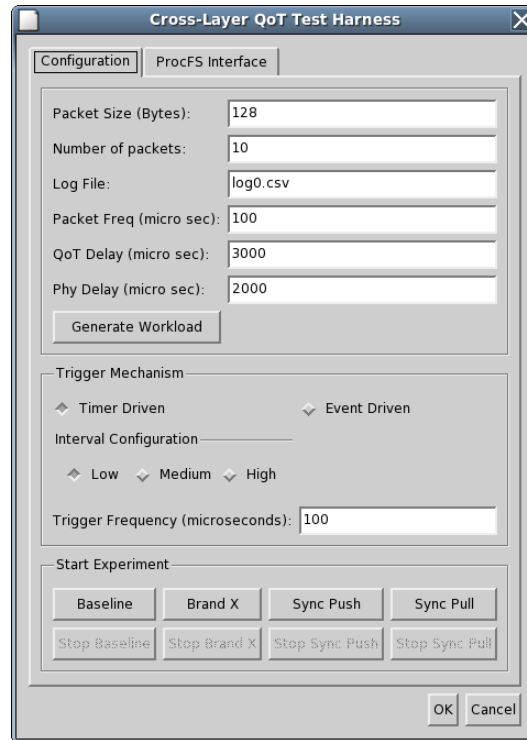 Cross-Layer QoT Test Harness
Configuration ProcFS Interface
Packet Size (Bytes): 128
Number of packets: 10
Log File: log0.csv
Packet Freq (micro sec): 100
QoT Delay (micro sec): 3000
Phy Delay (micro sec): 2000
Generate Workload
Trigger Mechanism
Timer Driven Event Driven
Interval Configuration
Low Medium High
Trigger Frequency (microseconds): 100
Start Experiment
Baseline Brand X Sync Push Sync Pull
Stop Baseline Stop Brand X Stop Sync Push Stop Sync Pull
OK Cancel